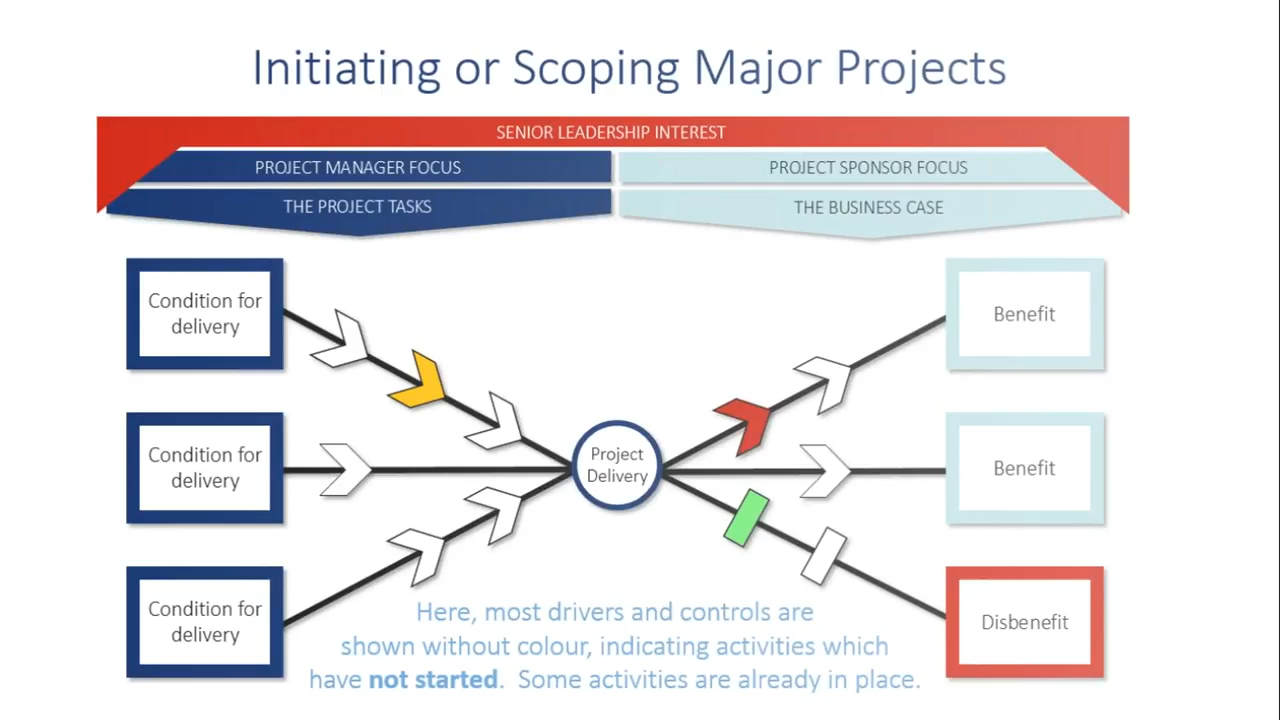 Initiating or Scoping Major Projects
SENIOR LEADERSHIP INTEREST
PROJECT MANAGER FOCUS
PROJECT SPONSOR FOCUS
THE PROJECT TASKS
THE BUSINESS CASE
Condition for
delivery
Benefit
Condition for
delivery
Project
Delivery
Benefit
Condition for
delivery
Disbenefit
Here, most drivers and controls are
shown without colour, indicating activities which
have not started. Some activities are already in place.